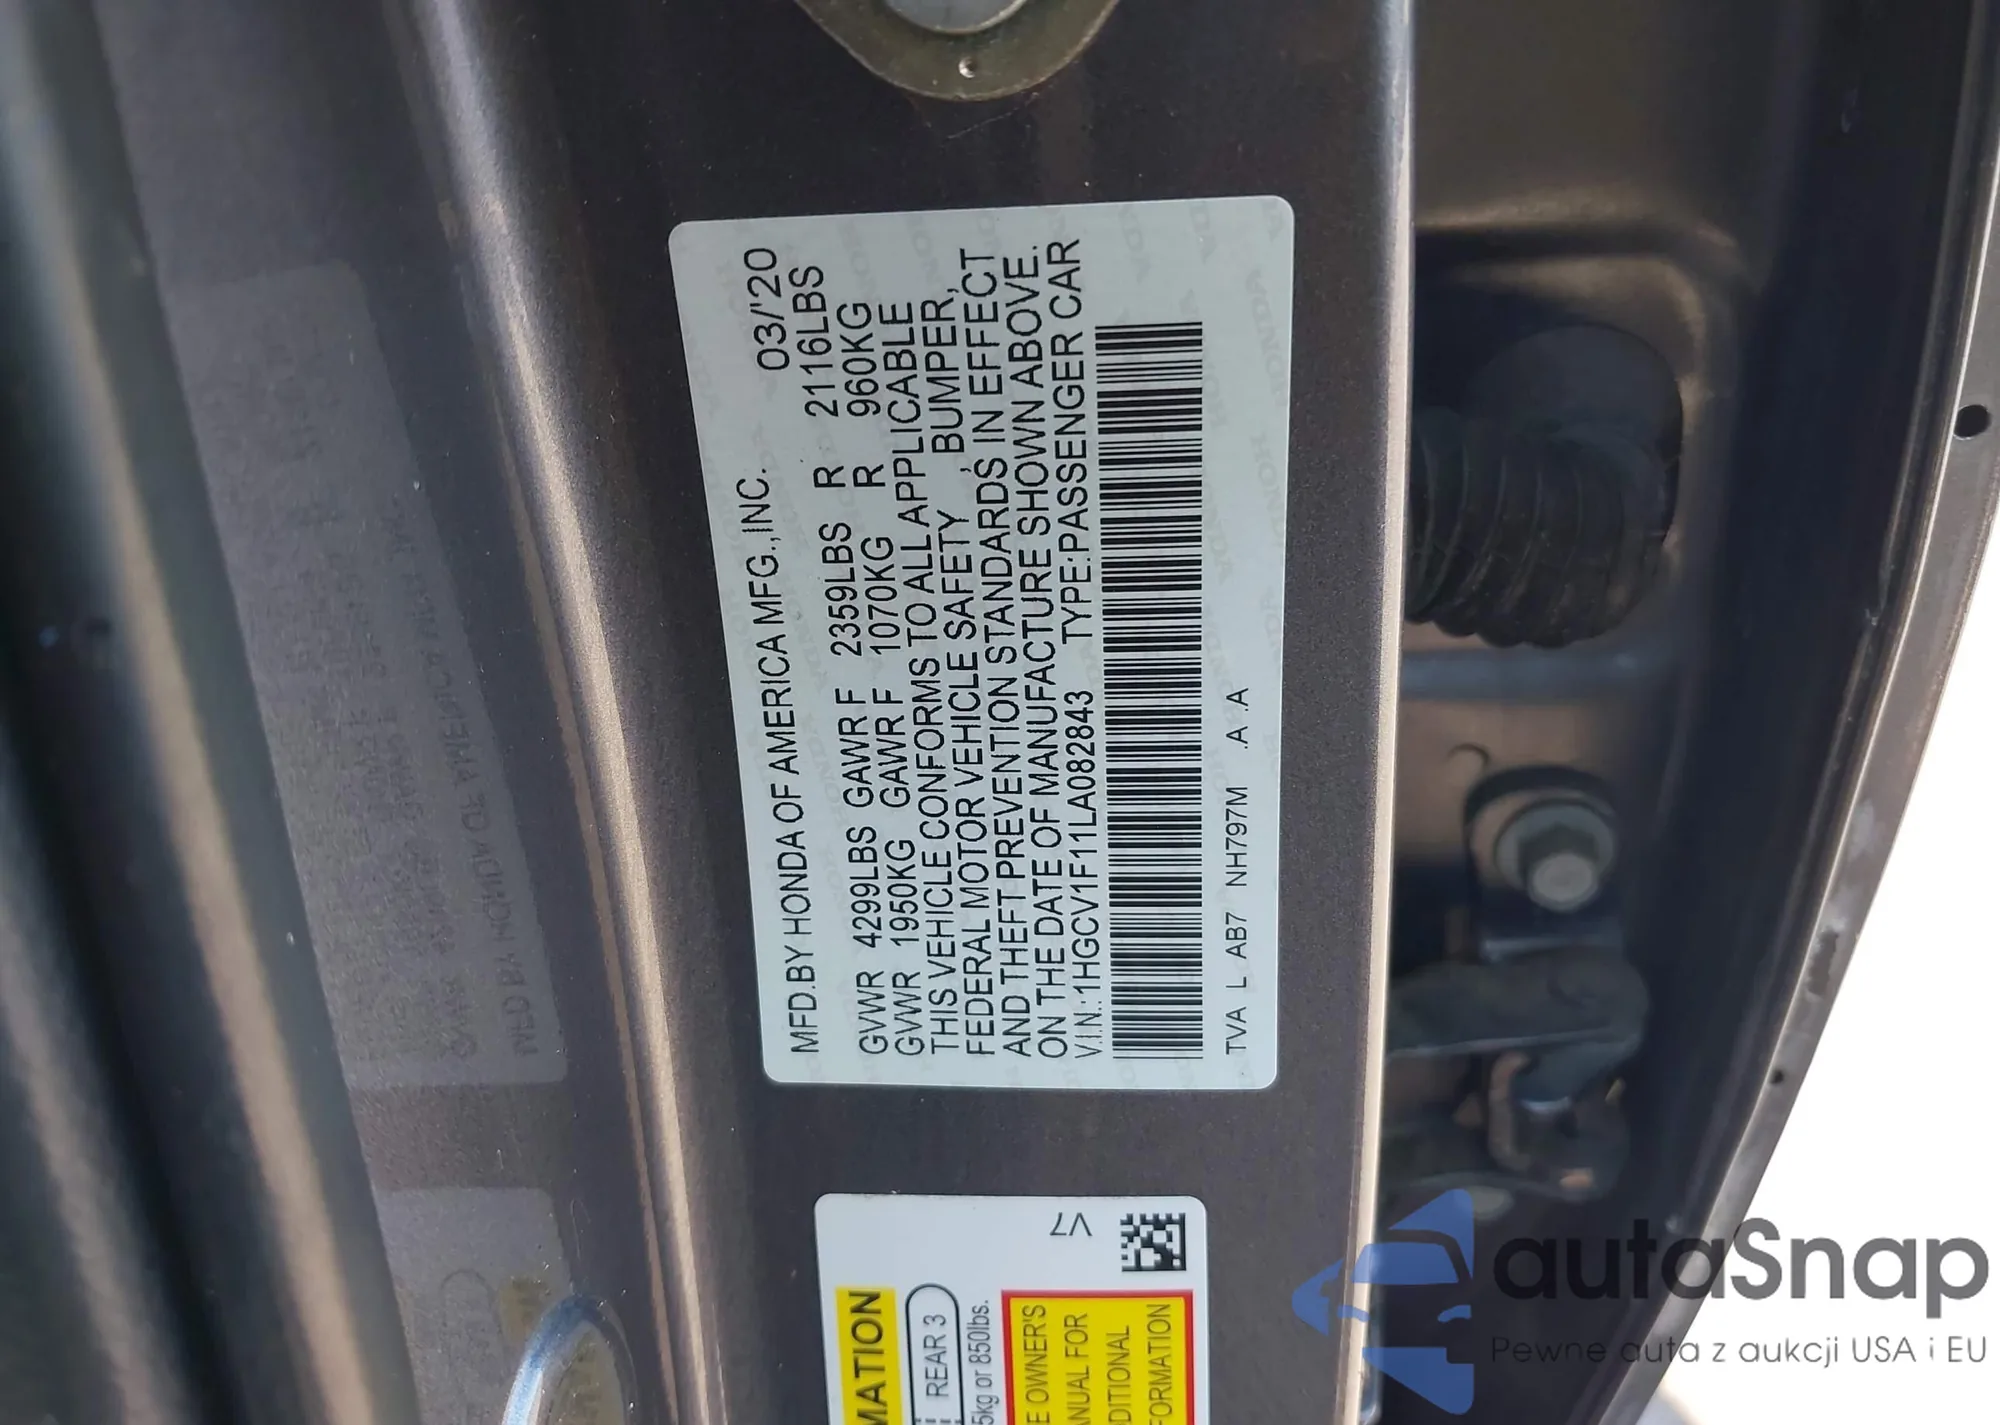 MFD.BY HONDA OF AMERICA MFG.,INC. 03/'20
GVWR 4299LBS GAWR F 2359LBS R 2116LBS
GVWR 1950KG GAWR F 1070KG R 960KG
THIS VEHICLE CONFORMS TO ALL APPLICABLE
FEDERAL MOTOR VEHICLE SAFETY , BUMPER,
AND THEFT PREVENTION STANDARDS IN EFFECT
ON THE DATE OF MANUFACTURE SHOWN ABOVE.
V.I.N.:1HGCV1F11LA082843 TYPE:PASSENGER CAR
TVA L AB7 NH797M .A .A
V7
MATION
REAR 3
5kg or 850lbs.
E OWNER'S
ANUAL FOR
DITIONAL
FORMATION
autaSnap
Pewne auta z aukcji USA i EU